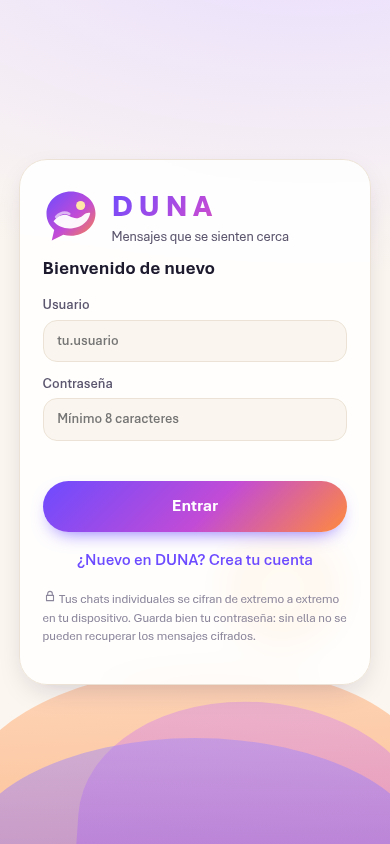 DUNA
Mensajes que se sienten cerca
Bienvenido de nuevo
Usuario
tu.usuario
Contraseña
Mínimo 8 caracteres
Entrar
¿Nuevo en DUNA? Crea tu cuenta
Tus chats individuales se cifran de extremo a extremo
en tu dispositivo. Guarda bien tu contraseña: sin ella no se
pueden recuperar los mensajes cifrados.